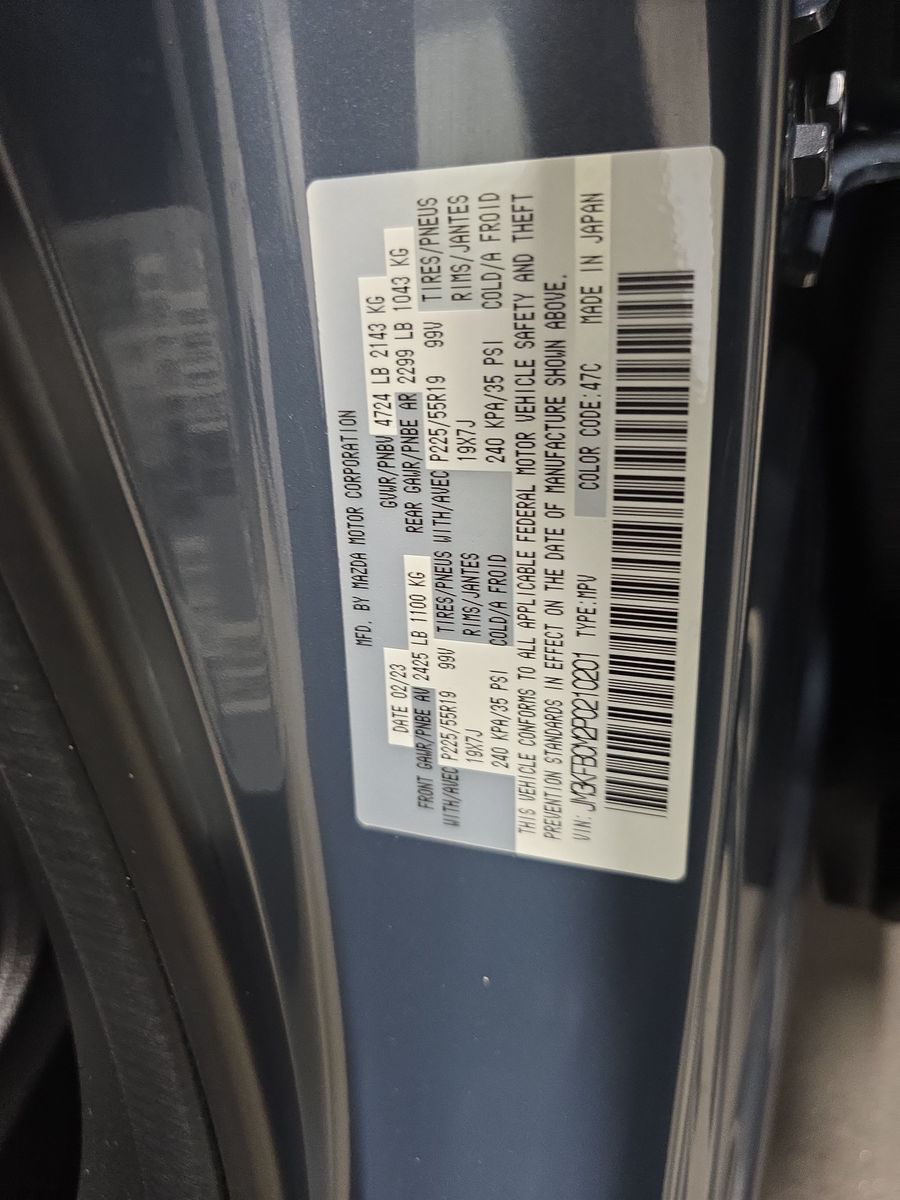 MFD. BY MAZDA MOTOR CORPORATION
DATE 02/23 GVWR/PNBV 4724 LB 2143 KG
FRONT GAWR/PNBE AV 2425 LB 1100 KG REAR GAWR/PNBE AR 2299 LB 1043 KG
WITH/AVEC P225/55R19 99V TIRES/PNEUS WITH/AVEC P225/55R19 99V TIRES/PNEUS
19X7J RIMS/JANTES 19X7J RIMS/JANTES
240 KPA/35 PSI COLD/A FROID 240 KPA/35 PSI COLD/A FROID
THIS VEHICLE CONFORMS TO ALL APPLICABLE FEDERAL MOTOR VEHICLE SAFETY AND THEFT
PREVENTION STANDARDS IN EFFECT ON THE DATE OF MANUFACTURE SHOWN ABOVE.
VIN: JM3KFBCM2P0210201 TYPE:MPV COLOR CODE:47C MADE IN JAPAN